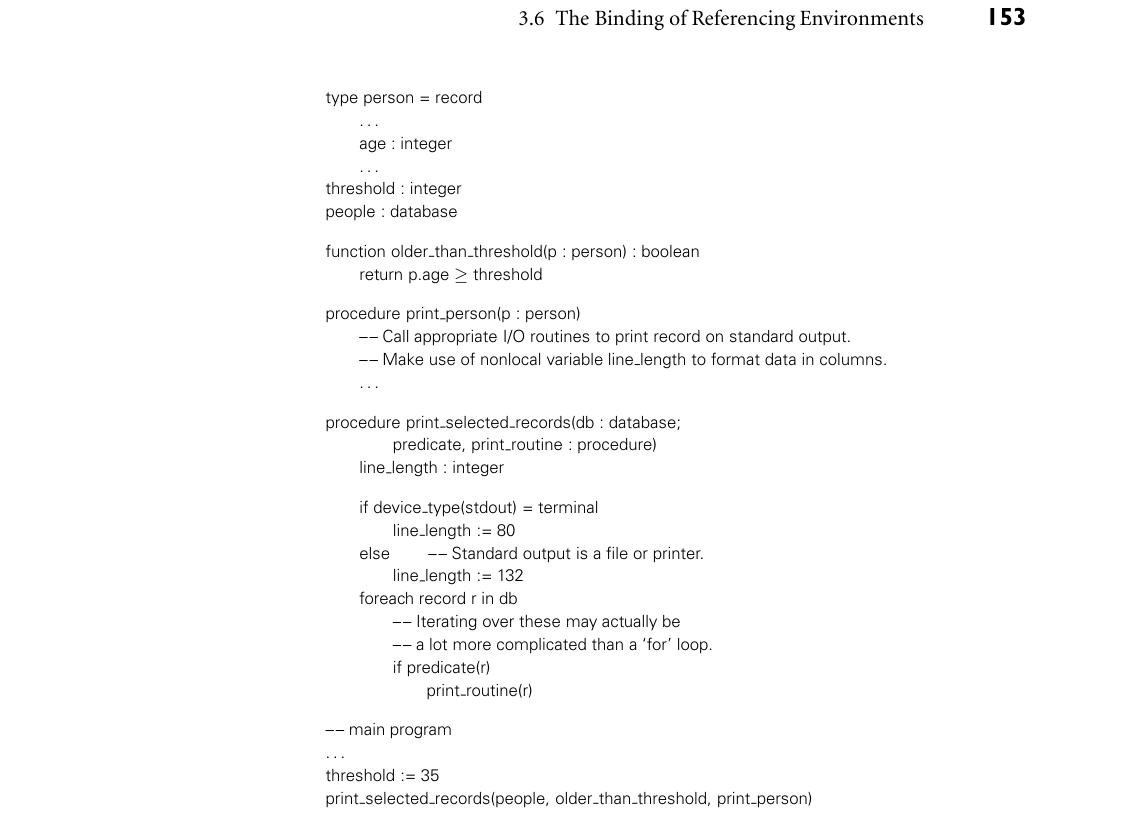 3.6 The Binding of Referencing Environments 153
type person = record
. . .
age : integer
. . .
threshold : integer
people : database
function older_than_threshold(p : person) : boolean
return p.age ≥ threshold
procedure print_person(p : person)
−− Call appropriate I/O routines to print record on standard output.
−− Make use of nonlocal variable line_length to format data in columns.
. . .
procedure print_selected_records(db : database;
predicate, print_routine : procedure)
line_length : integer
if device_type(stdout) = terminal
line_length := 80
else −− Standard output is a file or printer.
line_length := 132
foreach record r in db
−− Iterating over these may actually be
−− a lot more complicated than a ‘for’ loop.
if predicate(r)
print_routine(r)
−− main program
. . .
threshold := 35
print_selected_records(people, older_than_threshold, print_person)